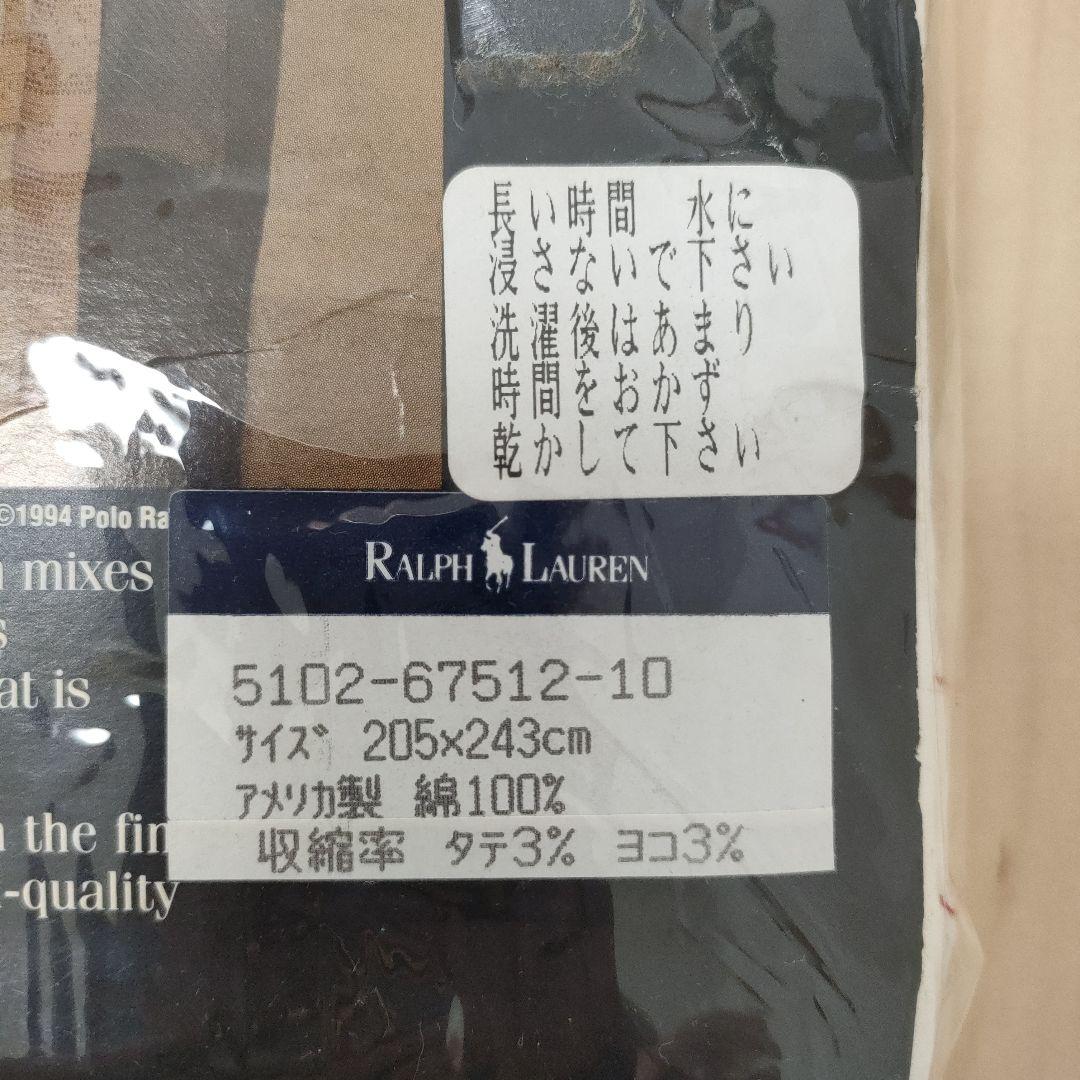 長い時間 水に
浸さないで下さい
洗濯後はあまり
時間をおかず
乾かして下さい
©1994 Polo Ra
mixes
s
at is
the fin
-quality
RALPH LAUREN
5102-67512-10
ｻｲｽﾞ 205×243cm
ｱﾒﾘｶ製 綿100%
収縮率 ﾀﾃ3% ﾖｺ3%